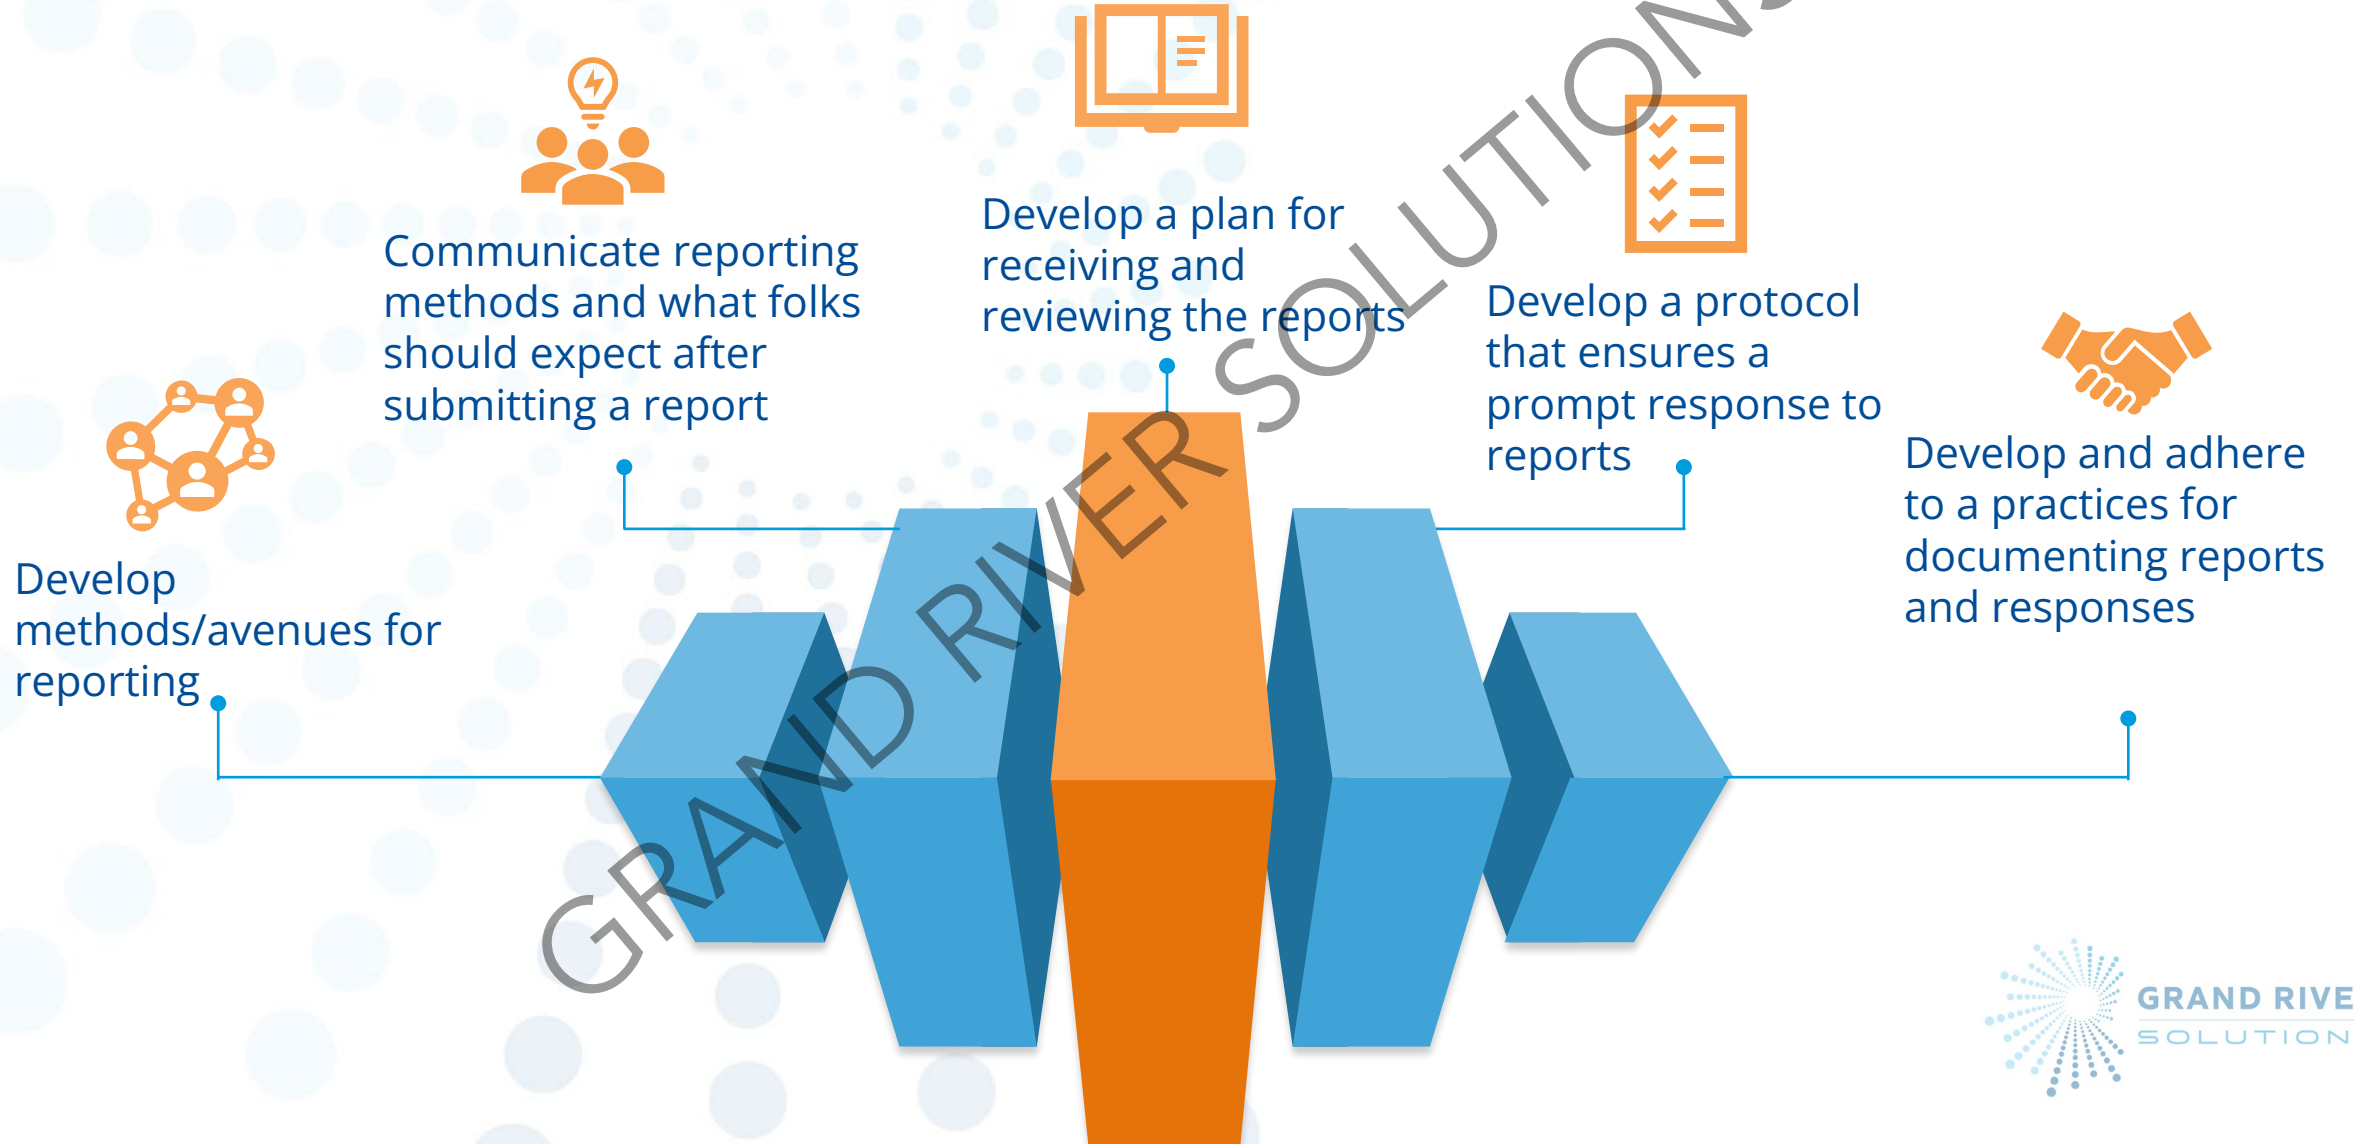 Develop
methods/avenues for
reporting
Communicate reporting
methods and what folks
should expect after
submitting a report
Develop a plan for
receiving and
reviewing the reports
Develop a protocol
that ensures a
prompt response to
reports
Develop and adhere
to a practices for
documenting reports
and responses
GRAND RIVER SOLUTIONS
GRAND RIVE
SOLUTION